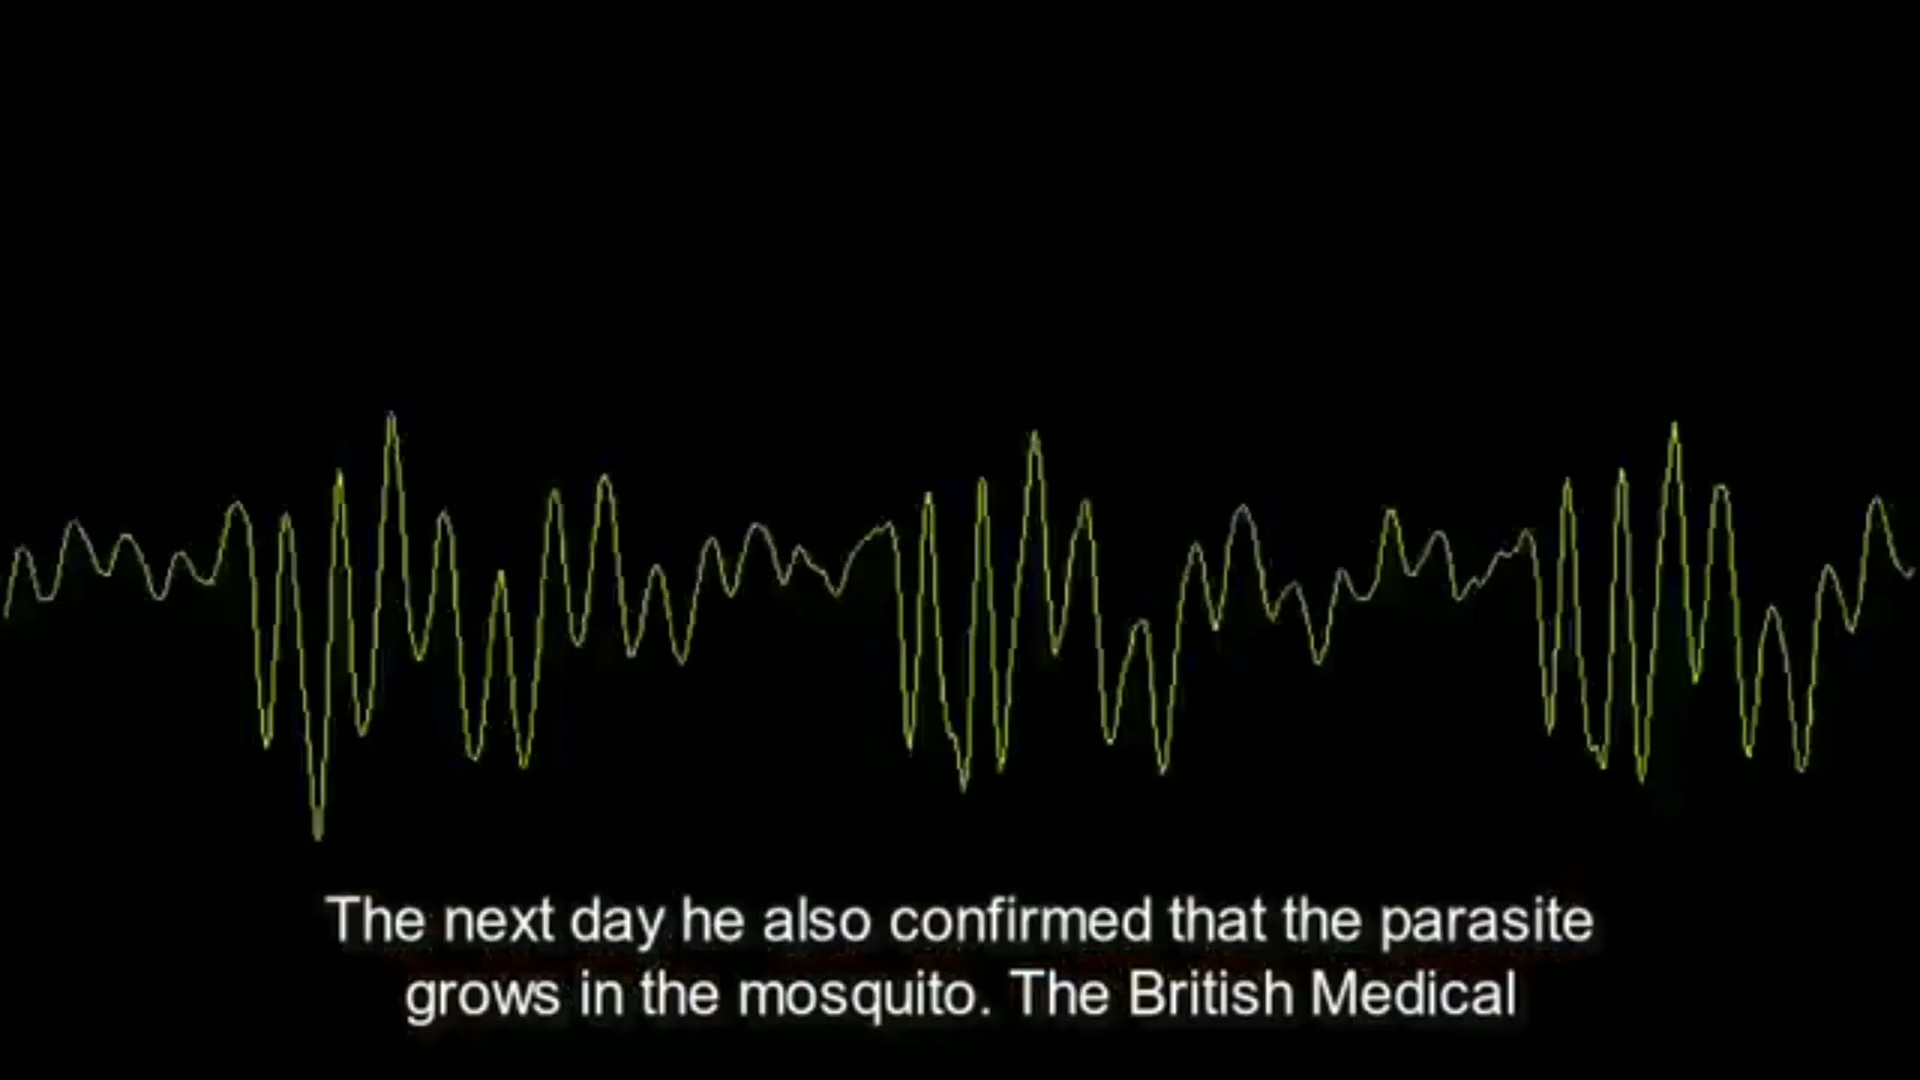 The next day he also confirmed that the parasite
grows in the mosquito. The British Medical